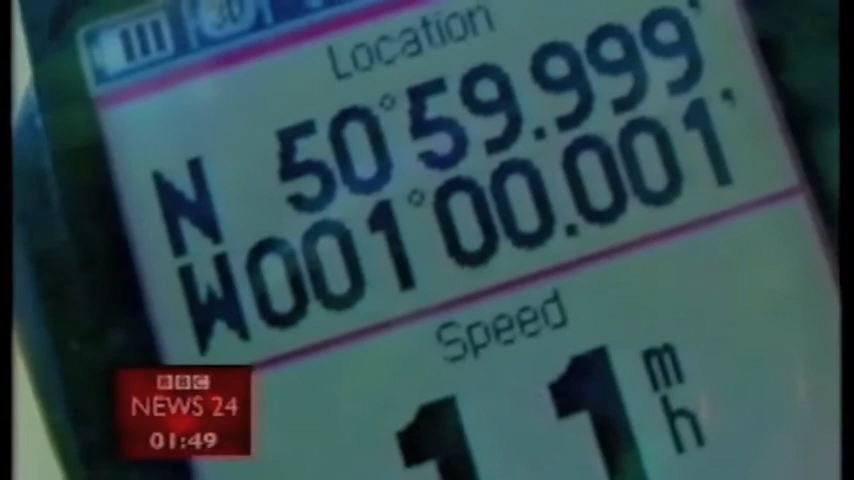 Location
N 50°59.999'
W001°00.001'
Speed
11 mh
BBC
NEWS 24
01:49